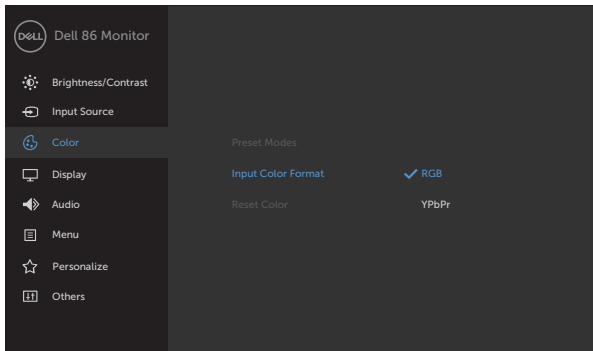 DELL Dell 86 Monitor
Brightness/Contrast
Input Source
Color
Preset Modes
Display
Input Color Format RGB
Audio
Reset Color YPbPr
Menu
Personalize
Others